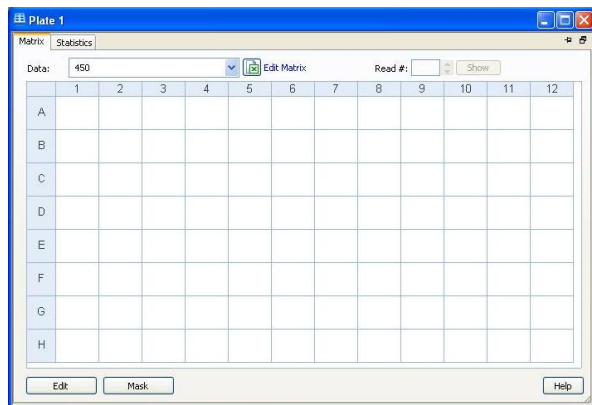 Plate 1
Matrix Statistics
Data: 450 Edit Matrix Read #: Show
1 2 3 4 5 6 7 8 9 10 11 12
A
B
C
D
E
F
G
H
Edit Mask Help